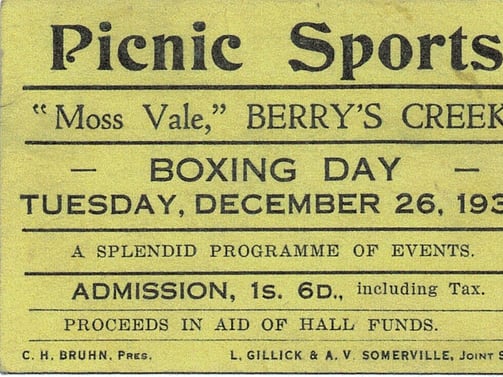 Picnic Sports
"Moss Vale," BERRY'S CREEK
— BOXING DAY —
TUESDAY, DECEMBER 26, 193
A SPLENDID PROGRAMME OF EVENTS.
ADMISSION, 1S. 6D., including Tax.
PROCEEDS IN AID OF HALL FUNDS.
C. H. BRUHN, PRES. L. GILLICK & A. V. SOMERVILLE, JOINT S